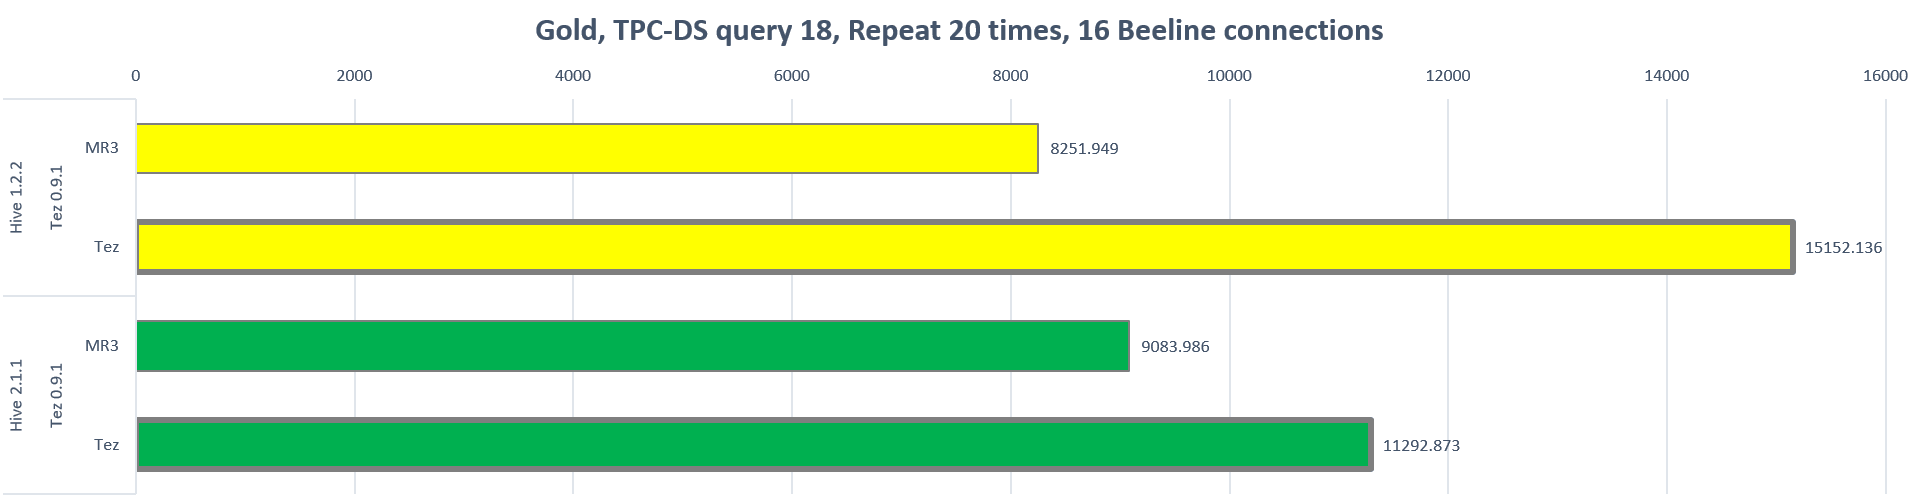 Gold, TPC-DS query 18, Repeat 20 times, 16 Beeline connections
0 2000 4000 6000 8000 10000 12000 14000 16000
Hive 1.2.2
Tez 0.9.1
MR3
8251.949
Tez
15152.136
Hive 2.1.1
Tez 0.9.1
MR3
9083.986
Tez
11292.873